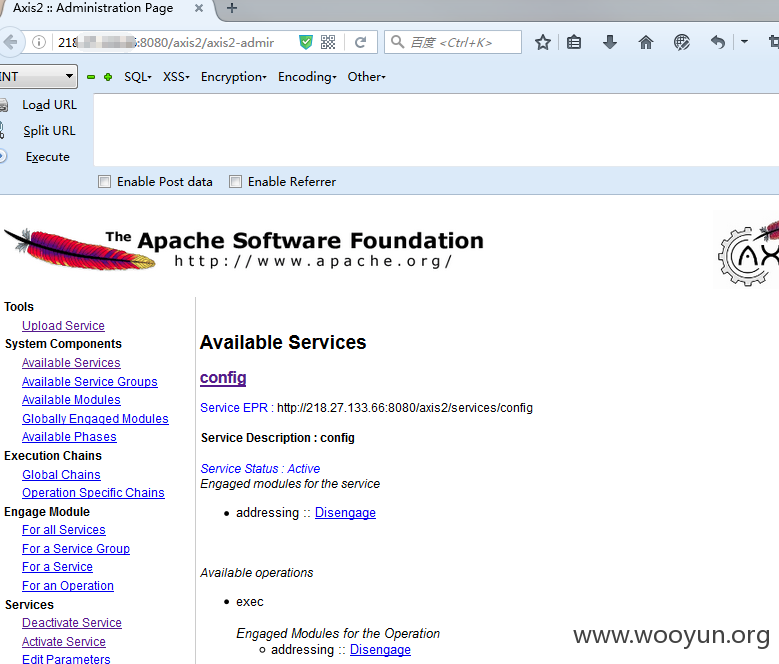 Axis2 :: Administration Page
218 :8080/axis2/axis2-admir
百度 <Ctrl+K>
INT SQL- XSS- Encryption- Encoding- Other-
Load URL
Split URL
Execute
Enable Post data Enable Referrer
The Apache Software Foundation
http://www.apache.org/
Tools
Upload Service
System Components
Available Services
Available Service Groups
Available Modules
Globally Engaged Modules
Available Phases
Execution Chains
Global Chains
Operation Specific Chains
Engage Module
For all Services
For a Service Group
For a Service
For an Operation
Services
Deactivate Service
Activate Service
Edit Parameters
Available Services
config
Service EPR : http://218.27.133.66:8080/axis2/services/config
Service Description : config
Service Status : Active
Engaged modules for the service
addressing :: Disengage
Available operations
exec
Engaged Modules for the Operation
addressing :: Disengage
www.wooyun.org